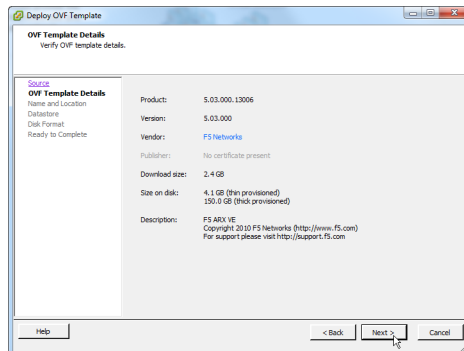 Deploy OVF Template
OVF Template Details
Verify OVF template details.
Source
OVF Template Details
Name and Location
Datastore
Disk Format
Ready to Complete
Product: 5.03.000.13006
Version: 5.03.000
Vendor: F5 Networks
Publisher: No certificate present
Download size: 2.4 GB
Size on disk: 4.1 GB (thin provisioned)
150.0 GB (thick provisioned)
Description: F5 ARX VE
Copyright 2010 F5 Networks (http://www.f5.com)
For support please visit http://support.f5.com
Help < Back Next > Cancel